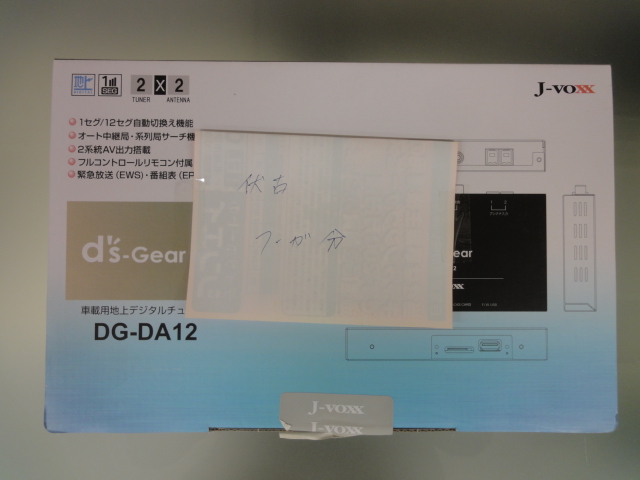 1 SEG
2 X 2
TUNER ANTENNA
J-VOXX
1セグ/12セグ自動切換え機能
オート中継局・系列局サーチ機
2系統AV出力搭載
フルコントロールリモコン付属
緊急放送(EWS)・番組表(EP
伏古
フーガ 分
d's-Gear
ear
車載用地上デジタルチュ
DG-DA12
J-VOXX
J-VOXX